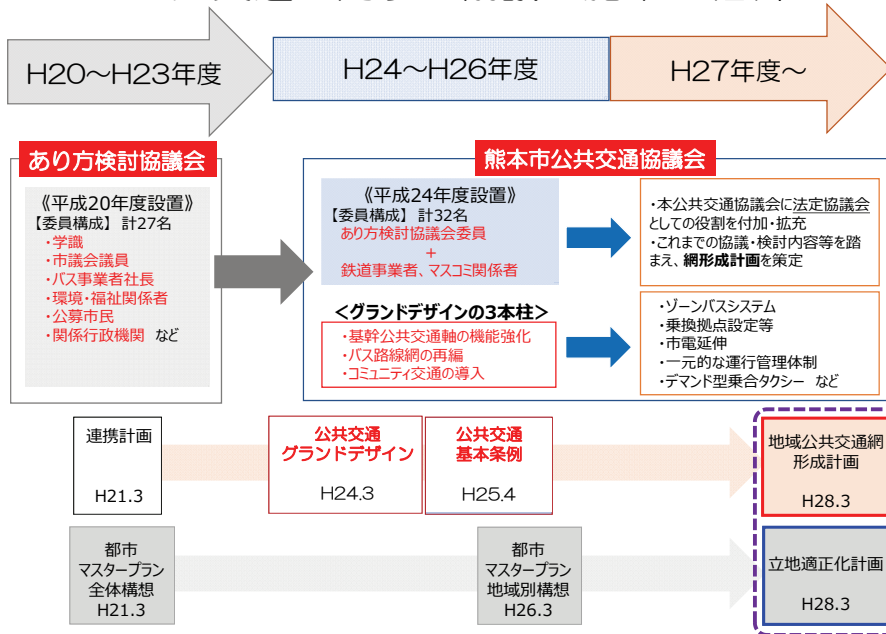 H20～H23年度
H24～H26年度
H27年度～
あり方検討協議会
《平成20年度設置》
【委員構成】 計27名
・学識
・市議会議員
・バス事業者社長
・環境・福祉関係者
・公募市民
・関係行政機関 など
熊本市公共交通協議会
《平成24年度設置》
【委員構成】 計32名
あり方検討協議会委員
+
鉄道事業者、マスコミ関係者
・本公共交通協議会に法定協議会
としての役割を付加・拡充
・これまでの協議・検討内容等を踏
まえ、網形成計画を策定
＜グランドデザインの3本柱＞
・基幹公共交通軸の機能強化
・バス路線網の再編
・コミュニティ交通の導入
・ゾーンバスシステム
・乗換拠点設定等
・市電延伸
・一元的な運行管理体制
・デマンド型乗合タクシー など
連携計画
H21.3
公共交通
グランドデザイン
H24.3
公共交通
基本条例
H25.4
地域公共交通網
形成計画
H28.3
都市
マスタープラン
全体構想
H21.3
都市
マスタープラン
地域別構想
H26.3
立地適正化計画
H28.3